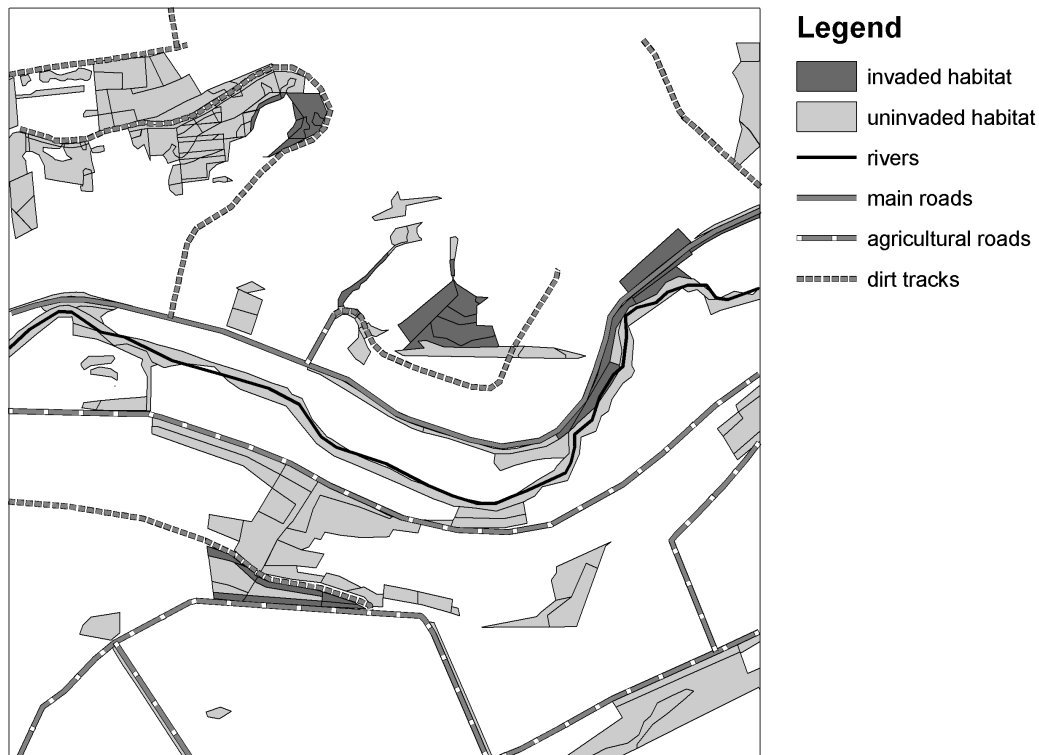 Legend
invaded habitat
uninvaded habitat
rivers
main roads
agricultural roads
dirt tracks